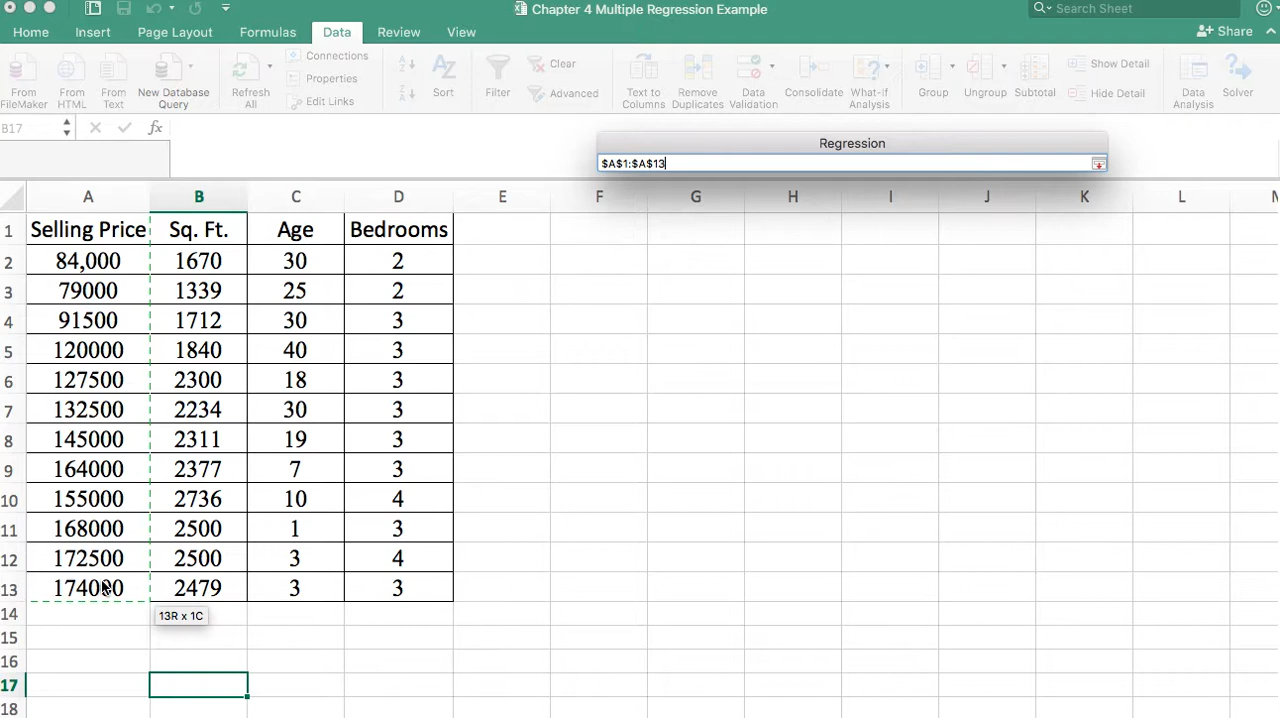 Chapter 4 Multiple Regression Example
Search Sheet
Home Insert Page Layout Formulas Data Review View
Share
From FileMaker
From HTML
From Text
New Database Query
Refresh All
Connections
Properties
Edit Links
Sort
Filter
Clear
Advanced
Text to Columns
Remove Duplicates
Data Validation
Consolidate
What-If Analysis
Group
Ungroup
Subtotal
Show Detail
Hide Detail
Data Analysis
Solver
B17 fx
Regression
$A$1:$A$13
A B C D E F G H I J K L M
1 Selling Price Sq. Ft. Age Bedrooms
2 84,000 1670 30 2
3 79000 1339 25 2
4 91500 1712 30 3
5 120000 1840 40 3
6 127500 2300 18 3
7 132500 2234 30 3
8 145000 2311 19 3
9 164000 2377 7 3
10 155000 2736 10 4
11 168000 2500 1 3
12 172500 2500 3 4
13 174000 2479 3 3
14 13R x 1C
15
16
17
18